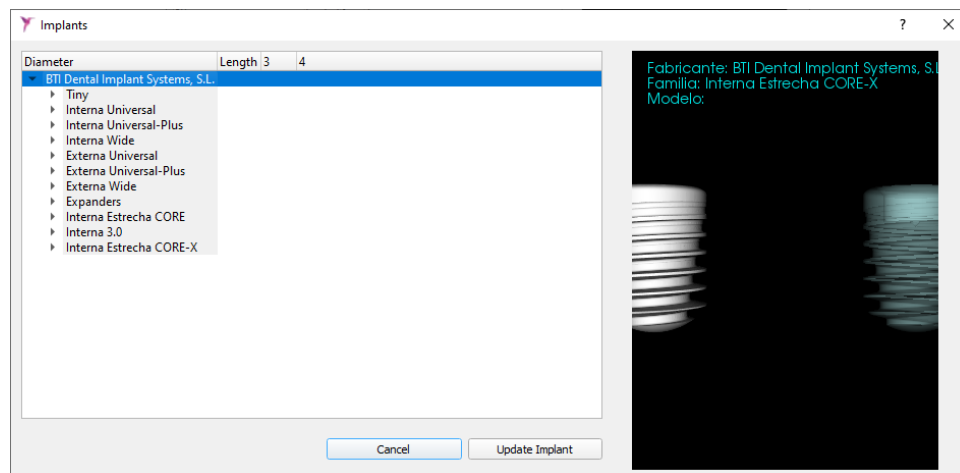 Implants
?
Diameter Length 3 4
BTI Dental Implant Systems, S.L.
Tiny
Interna Universal
Interna Universal-Plus
Interna Wide
Externa Universal
Externa Universal-Plus
Externa Wide
Expanders
Interna Estrecha CORE
Interna 3.0
Interna Estrecha CORE-X
Cancel Update Implant
Fabricante: BTI Dental Implant Systems, S.L
Familia: Interna Estrecha CORE-X
Modelo: